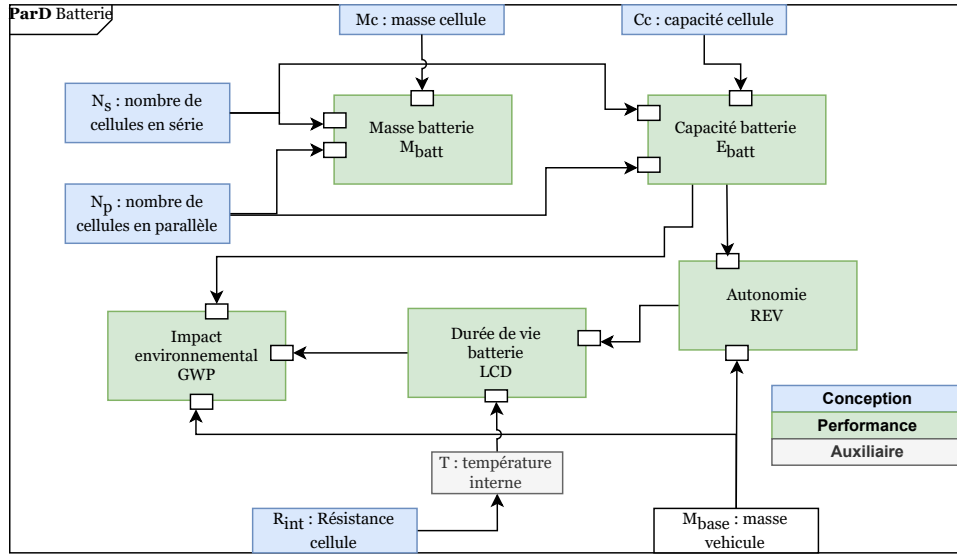 ParD Batterie
Mc : masse cellule
Cc : capacité cellule
Ns : nombre de
cellules en série
Masse batterie
Mbatt
Capacité batterie
Ebatt
Np : nombre de
cellules en parallèle
Autonomie
REV
Impact
environnemental
GWP
Durée de vie
batterie
LCD
Conception
Performance
Auxiliaire
T : température
interne
Rint : Résistance
cellule
Mbase : masse
vehicule